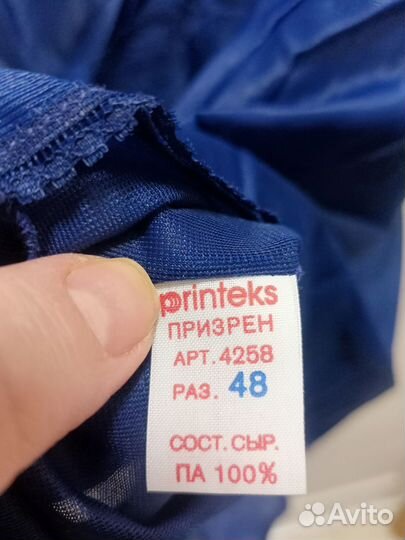 printeks
ПРИЗРЕН
АРТ. 4258
РАЗ. 48
СОСТ. СЫР.
ПА 100%
Avito